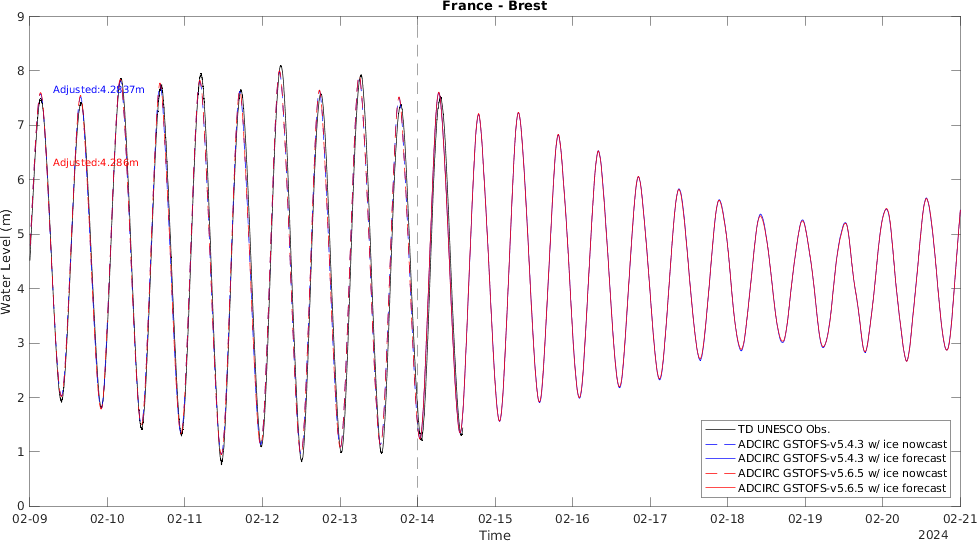 France - Brest
9
8
7
6
5
4
3
2
1
0
Water Level (m)
Adjusted:4.2837m
Adjusted:4.286m
TD UNESCO Obs.
ADCIRC GSTOFS-v5.4.3 w/ ice nowcast
ADCIRC GSTOFS-v5.4.3 w/ ice forecast
ADCIRC GSTOFS-v5.6.5 w/ ice nowcast
ADCIRC GSTOFS-v5.6.5 w/ ice forecast
02-09 02-10 02-11 02-12 02-13 02-14 02-15 02-16 02-17 02-18 02-19 02-20 02-21
Time
2024